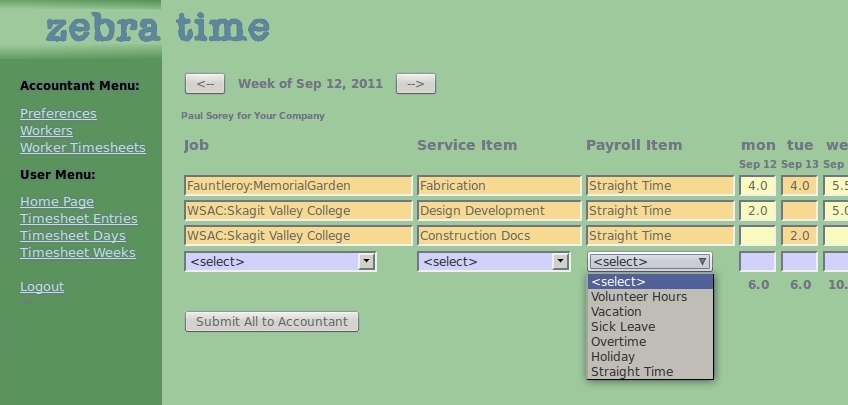 zebra time
Accountant Menu:
Preferences
Workers
Worker Timesheets
User Menu:
Home Page
Timesheet Entries
Timesheet Days
Timesheet Weeks
Logout
<-- Week of Sep 12, 2011 -->
Paul Sorey for Your Company
Job Service Item Payroll Item mon tue we
Sep 12 Sep 13 Sep
Fauntleroy:MemorialGarden Fabrication Straight Time 4.0 4.0 5.5
WSAC:Skagit Valley College Design Development Straight Time 2.0 5.0
WSAC:Skagit Valley College Construction Docs Straight Time 2.0
<select> <select> <select>
<select>
Volunteer Hours
Vacation
Sick Leave
Overtime
Holiday
Straight Time
6.0 6.0 10.
Submit All to Accountant